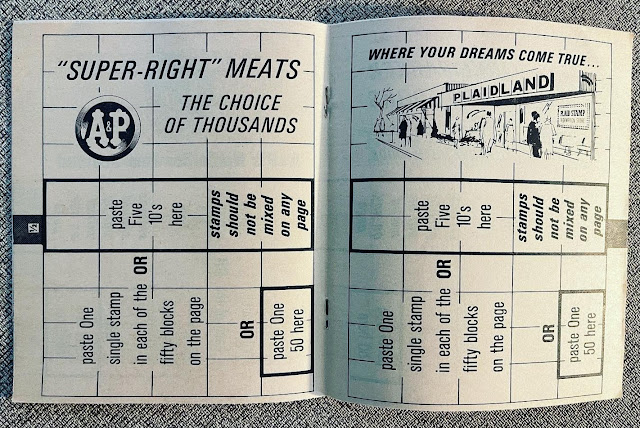 "SUPER-RIGHT" MEATS
A&P
THE CHOICE
OF THOUSANDS
paste
Five
10's
here
stamps
should
not be
mixed
on any
page
OR
paste One
single stamp
in each of the
fifty blocks
on the page
OR
paste One
50 here
WHERE YOUR DREAMS COME TRUE...
PLAIDLAND
PLAID STAMP
paste
Five
10's
here
stamps
should
not be
mixed
on any
page
OR
paste One
single stamp
in each of the
fifty blocks
on the page
OR
paste One
50 here